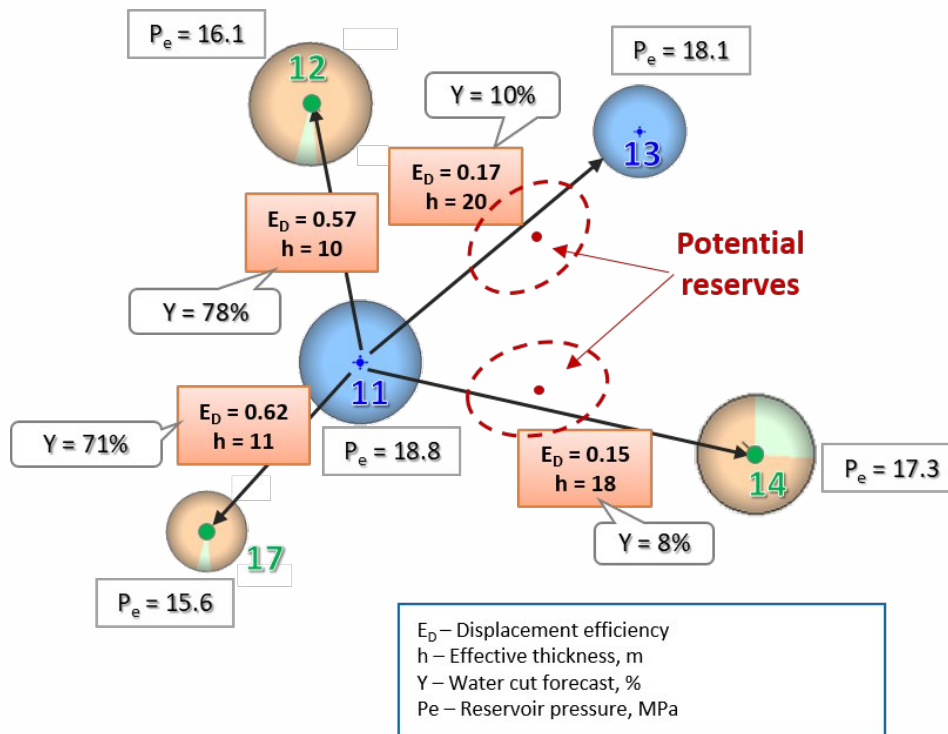 Pe = 16.1
12
Y = 10%
Pe = 18.1
13
ED = 0.17
h = 20
ED = 0.57
h = 10
Potential
reserves
Y = 78%
11
ED = 0.62
h = 11
Y = 71%
Pe = 18.8
ED = 0.15
h = 18
14
Pe = 17.3
Y = 8%
17
Pe = 15.6
ED – Displacement efficiency
h – Effective thickness, m
Y – Water cut forecast, %
Pe – Reservoir pressure, MPa